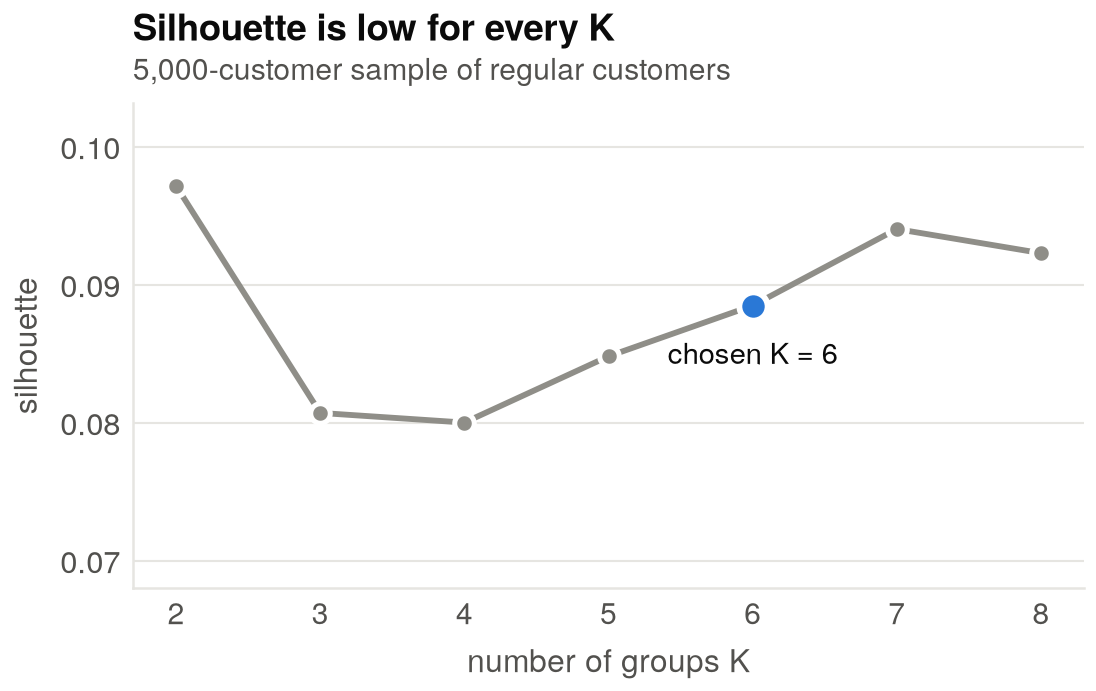 Silhouette is low for every K
5,000-customer sample of regular customers
silhouette
0.10
0.09
0.08
0.07
chosen K = 6
2 3 4 5 6 7 8
number of groups K